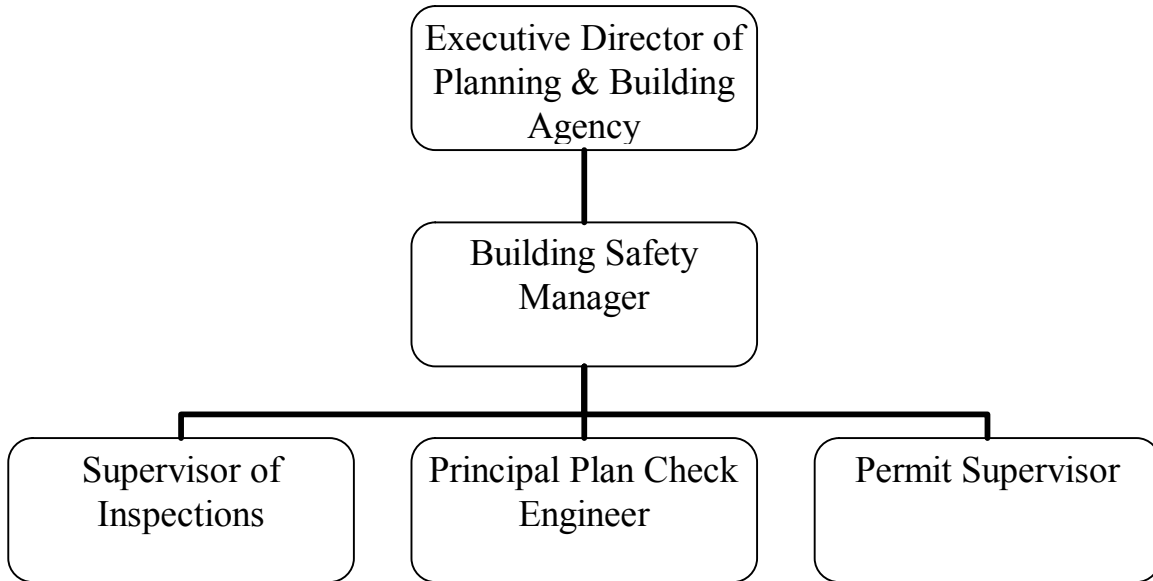 Executive Director of
Planning & Building
Agency
Building Safety
Manager
Supervisor of
Inspections
Principal Plan Check
Engineer
Permit Supervisor